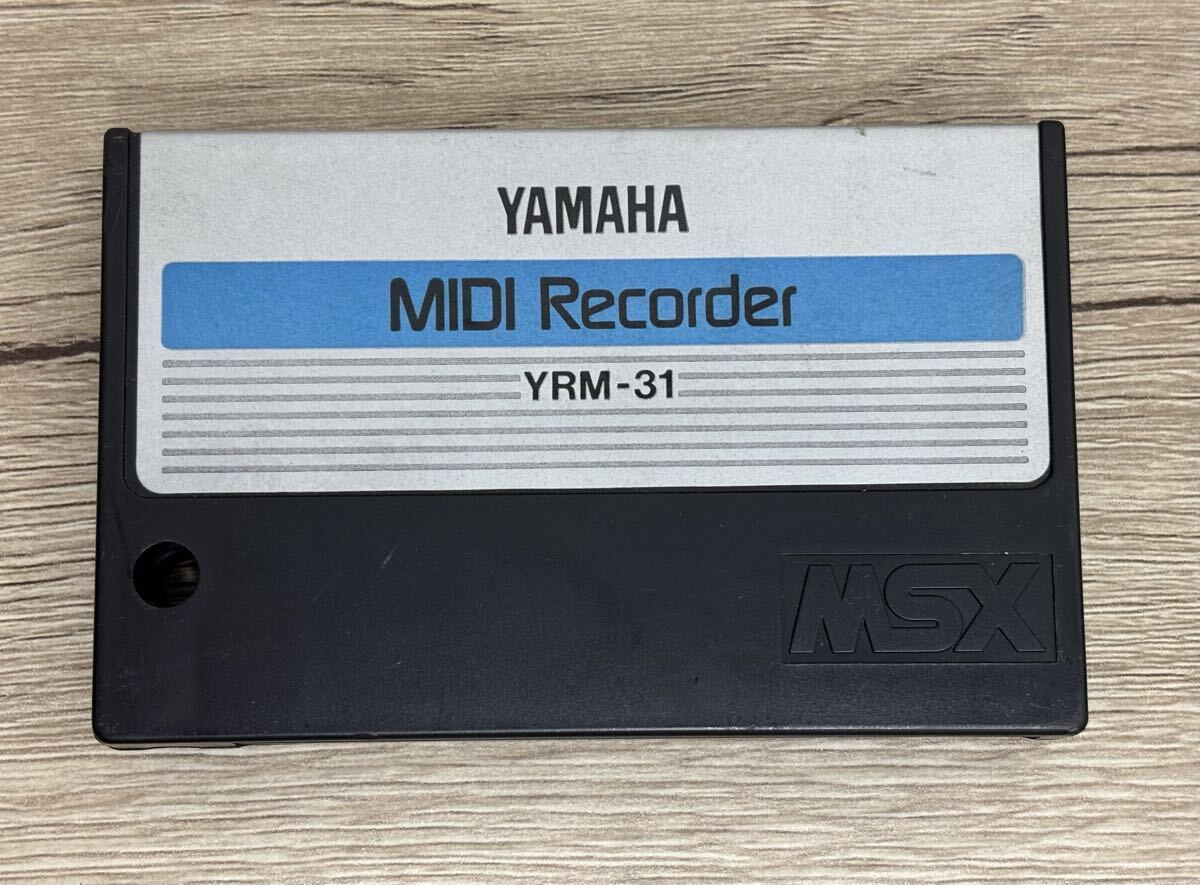 YAMAHA
MIDI Recorder
YRM-31
MSX